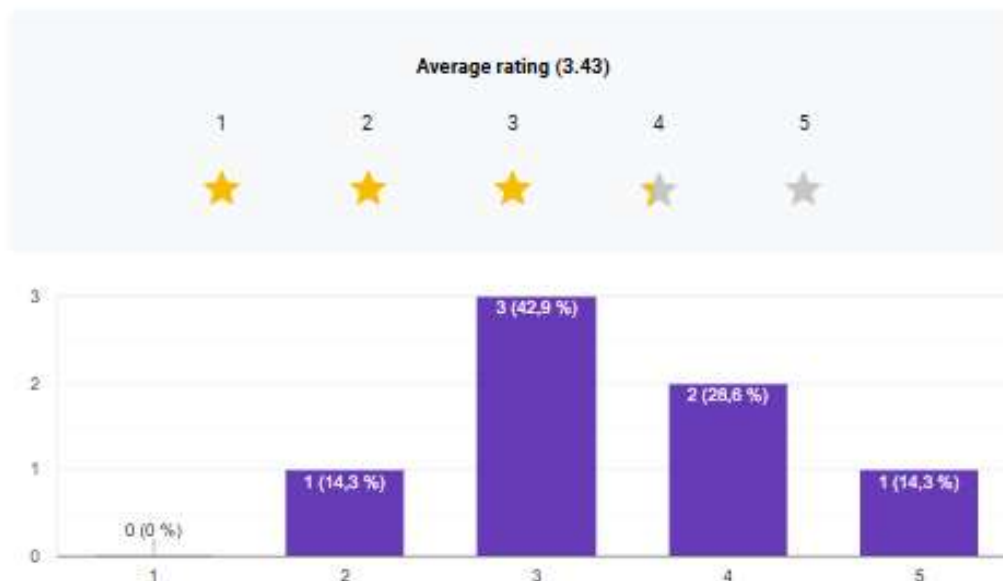 Average rating (3.43)
1 2 3 4 5
3
3 (42,9 %)
2
2 (28,6 %)
1
1 (14,3 %)
1 (14,3 %)
0 (0 %)
0
1 2 3 4 5